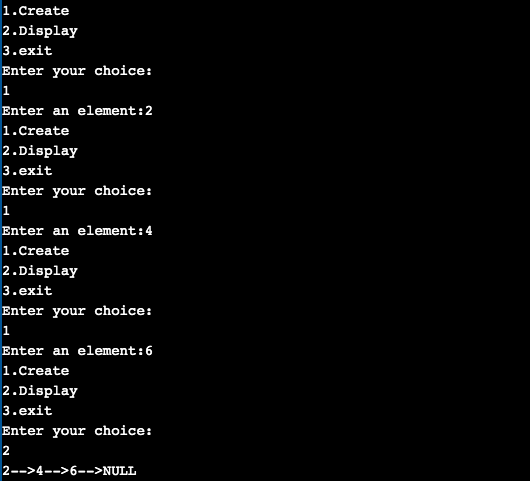 1.Create
2.Display
3.exit
Enter your choice:
1
Enter an element:2
1.Create
2.Display
3.exit
Enter your choice:
1
Enter an element:4
1.Create
2.Display
3.exit
Enter your choice:
1
Enter an element:6
1.Create
2.Display
3.exit
Enter your choice:
2
2-->4-->6-->NULL